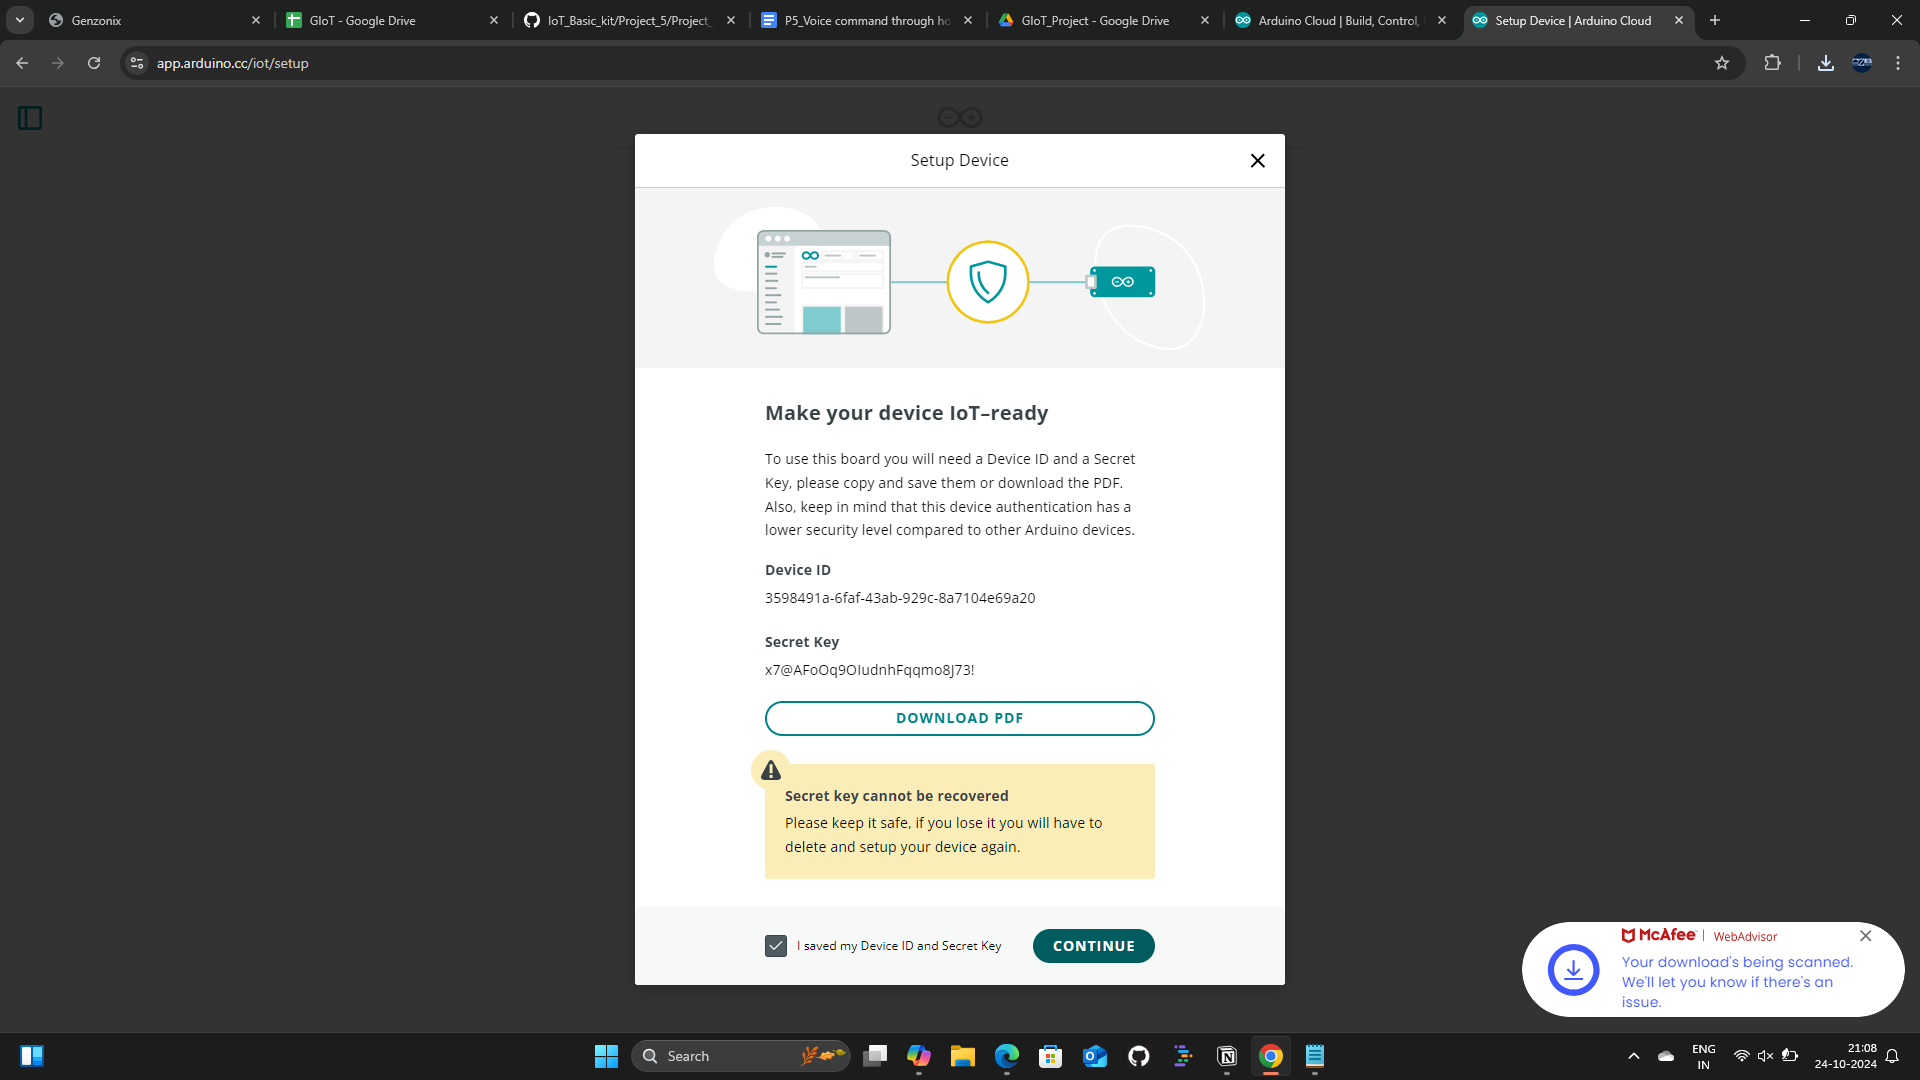 Genzonix
GIoT - Google Drive
IoT_Basic_kit/Project_5/Project_
P5_Voice command through ho
GIoT_Project - Google Drive
Arduino Cloud | Build, Control,
Setup Device | Arduino Cloud
app.arduino.cc/iot/setup
Setup Device
Make your device IoT–ready
To use this board you will need a Device ID and a Secret
Key, please copy and save them or download the PDF.
Also, keep in mind that this device authentication has a
lower security level compared to other Arduino devices.
Device ID
3598491a-6faf-43ab-929c-8a7104e69a20
Secret Key
x7@AFoOq9OIudnhFqqmo8J73!
DOWNLOAD PDF
Secret key cannot be recovered
Please keep it safe, if you lose it you will have to
delete and setup your device again.
I saved my Device ID and Secret Key
CONTINUE
McAfee | WebAdvisor
Your download's being scanned.
We'll let you know if there's an
issue.
Search
ENG
IN
21:08
24-10-2024